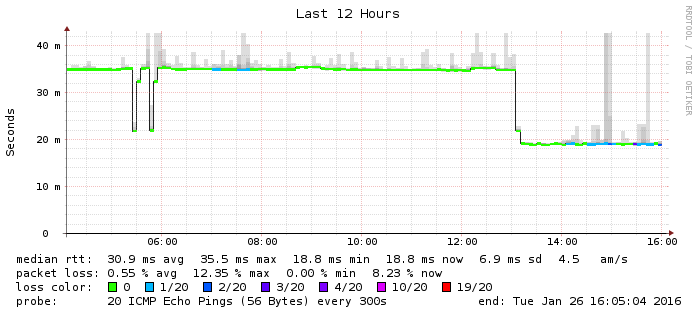 Last 12 Hours
RRDTOOL / TOBI OETIKER
Seconds
40 m
30 m
20 m
10 m
0
06:00 08:00 10:00 12:00 14:00 16:00
median rtt: 30.9 ms avg 35.5 ms max 18.8 ms min 18.8 ms now 6.9 ms sd 4.5 am/s
packet loss: 0.55 % avg 12.35 % max 0.00 % min 8.23 % now
loss color: 0 1/20 2/20 3/20 4/20 10/20 19/20
probe: 20 ICMP Echo Pings (56 Bytes) every 300s end: Tue Jan 26 16:05:04 2016